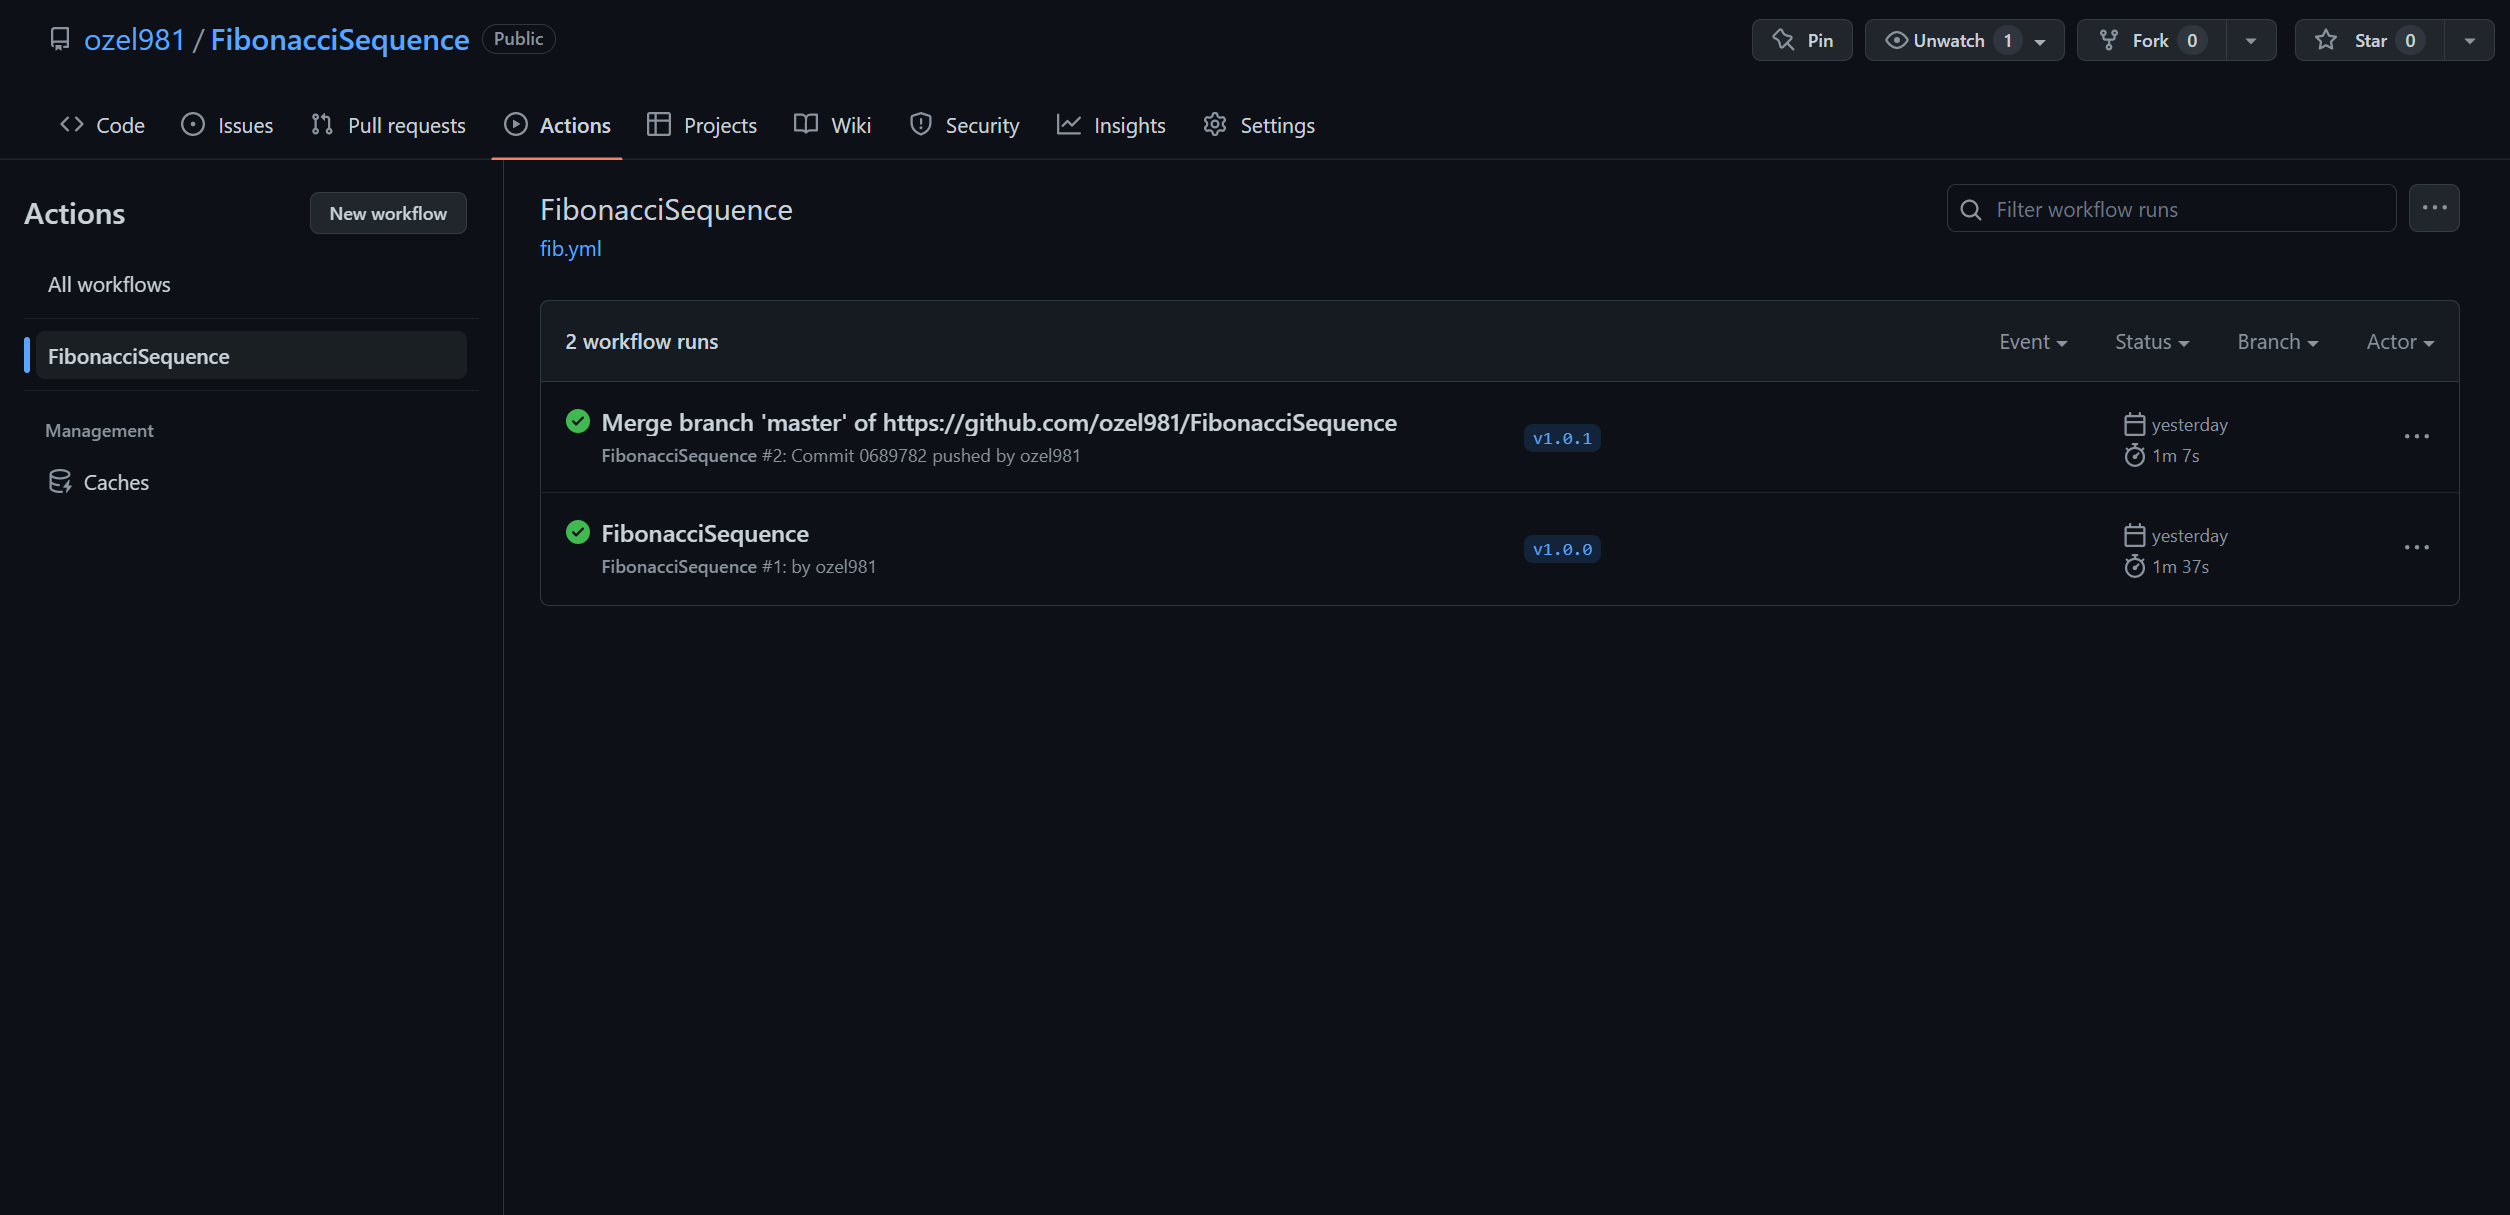 ozel981 / FibonacciSequence Public
Pin
Unwatch 1
Fork 0
Star 0
Code
Issues
Pull requests
Actions
Projects
Wiki
Security
Insights
Settings
Actions
New workflow
All workflows
FibonacciSequence
Management
Caches
FibonacciSequence
fib.yml
Filter workflow runs
2 workflow runs
Event
Status
Branch
Actor
Merge branch 'master' of https://github.com/ozel981/FibonacciSequence
FibonacciSequence #2: Commit 0689782 pushed by ozel981
v1.0.1
yesterday
1m 7s
FibonacciSequence
FibonacciSequence #1: by ozel981
v1.0.0
yesterday
1m 37s